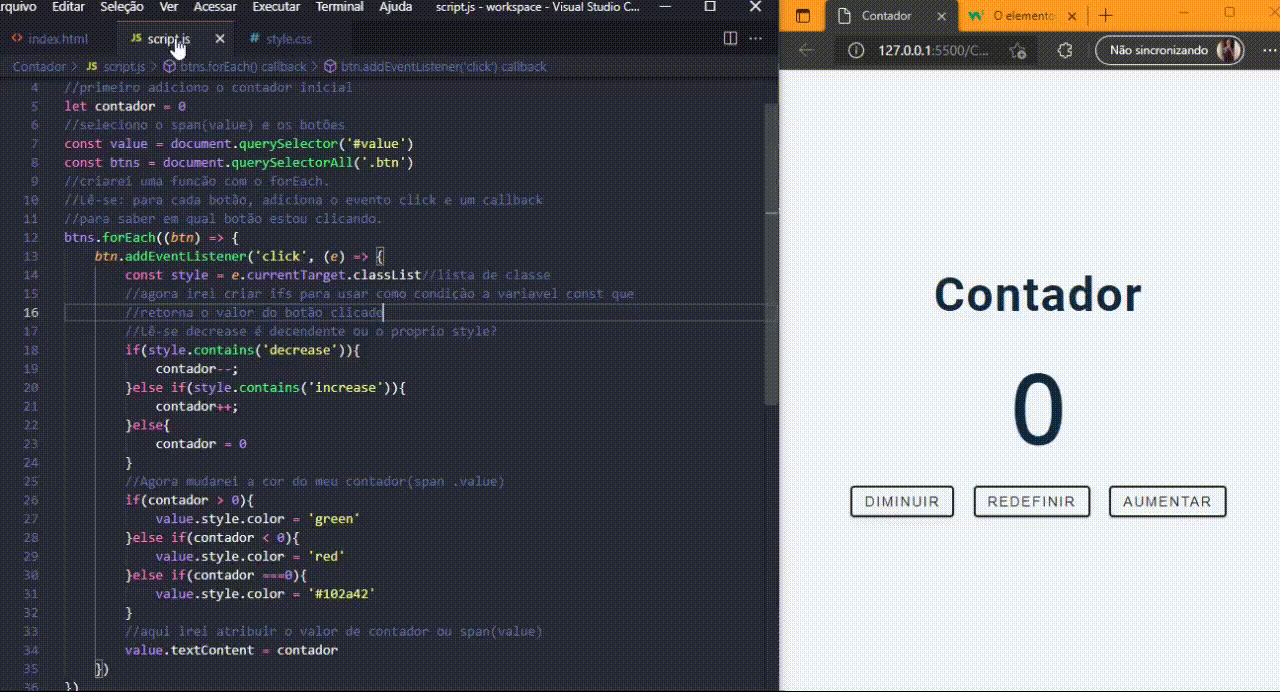 rquivo Editar Seleção Ver Acessar Executar Terminal Ajuda script.js - workspace - Visual Studio C...
index.html JS script.js # style.css
Contador > JS script.js > btns.forEach() callback > btn.addEventListener('click') callback
4 //primeiro adiciono o contador inicial
5 let contador = 0
6 //seleciono o span(value) e os botões
7 const value = document.querySelector('#value')
8 const btns = document.querySelectorAll('.btn')
9 //criarei uma funcão com o forEach.
10 //Lê-se: para cada botão, adiciona o evento click e um callback
11 //para saber em qual botão estou clicando.
12 btns.forEach((btn) => {
13 btn.addEventListener('click', (e) => {
14 const style = e.currentTarget.classList//lista de classe
15 //agora irei criar ifs para usar como condição a variavel const que
16 //retorna o valor do botão clicado
17 //Lê-se decrease é decendente ou o proprio style?
18 if(style.contains('decrease')){
19 contador--;
20 }else if(style.contains('increase')){
21 contador++;
22 }else{
23 contador = 0
24 }
25 //Agora mudarei a cor do meu contador(span .value)
26 if(contador > 0){
27 value.style.color = 'green'
28 }else if(contador < 0){
29 value.style.color = 'red'
30 }else if(contador ===0){
31 value.style.color = '#102a42'
32 }
33 //aqui irei atribuir o valor de contador ou span(value)
34 value.textContent = contador
35 })
36 })
Contador O elemento
127.0.0.1:5500/C... Não sincronizando
Contador
0
DIMINUIR REDEFINIR AUMENTAR